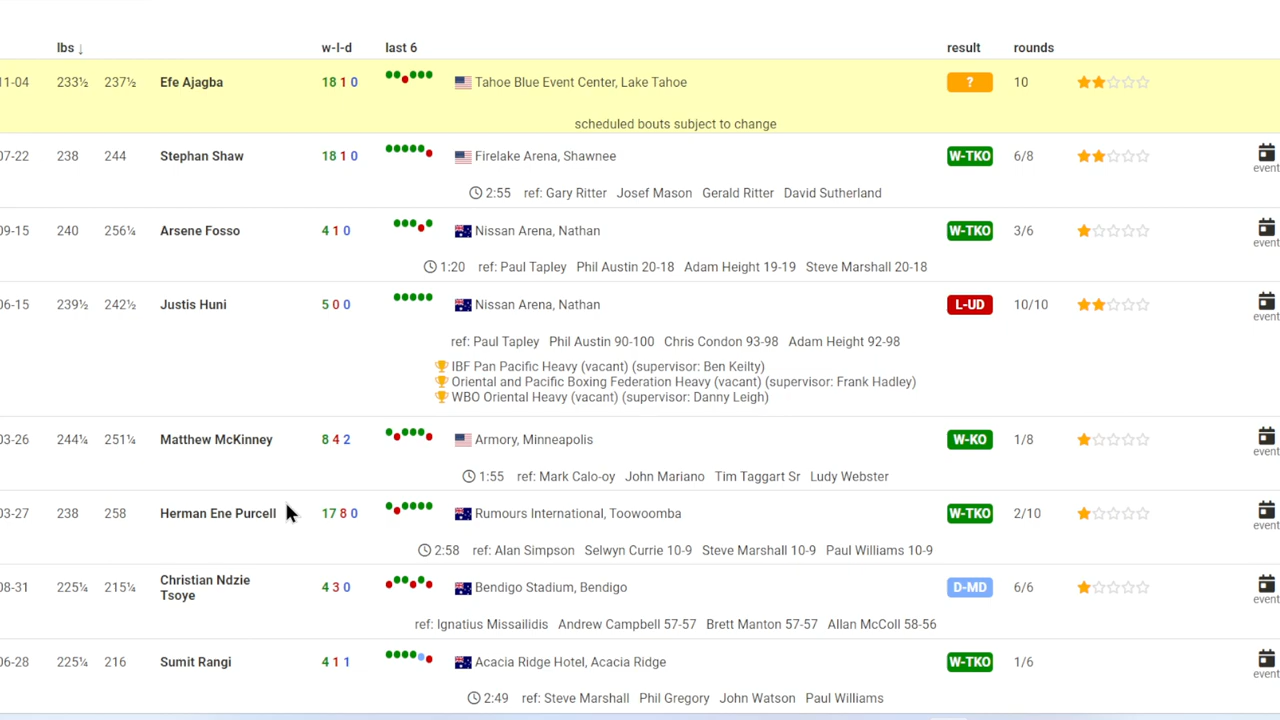 lbs ↓ w-l-d last 6 result rounds
11-04 233½ 237½ Efe Ajagba 18 1 0 Tahoe Blue Event Center, Lake Tahoe ? 10
scheduled bouts subject to change
07-22 238 244 Stephan Shaw 18 1 0 Firelake Arena, Shawnee W-TKO 6/8
event
2:55 ref: Gary Ritter Josef Mason Gerald Ritter David Sutherland
09-15 240 256¼ Arsene Fosso 4 1 0 Nissan Arena, Nathan W-TKO 3/6
event
1:20 ref: Paul Tapley Phil Austin 20-18 Adam Height 19-19 Steve Marshall 20-18
06-15 239½ 242½ Justis Huni 5 0 0 Nissan Arena, Nathan L-UD 10/10
event
ref: Paul Tapley Phil Austin 90-100 Chris Condon 93-98 Adam Height 92-98
IBF Pan Pacific Heavy (vacant) (supervisor: Ben Keilty)
Oriental and Pacific Boxing Federation Heavy (vacant) (supervisor: Frank Hadley)
WBO Oriental Heavy (vacant) (supervisor: Danny Leigh)
03-26 244¼ 251¼ Matthew McKinney 8 4 2 Armory, Minneapolis W-KO 1/8
event
1:55 ref: Mark Calo-oy John Mariano Tim Taggart Sr Ludy Webster
03-27 238 258 Herman Ene Purcell 17 8 0 Rumours International, Toowoomba W-TKO 2/10
event
2:58 ref: Alan Simpson Selwyn Currie 10-9 Steve Marshall 10-9 Paul Williams 10-9
08-31 225¼ 215¼ Christian Ndzie Tsoye 4 3 0 Bendigo Stadium, Bendigo D-MD 6/6
event
ref: Ignatius Missailidis Andrew Campbell 57-57 Brett Manton 57-57 Allan McColl 58-56
06-28 225¼ 216 Sumit Rangi 4 1 1 Acacia Ridge Hotel, Acacia Ridge W-TKO 1/6
event
2:49 ref: Steve Marshall Phil Gregory John Watson Paul Williams